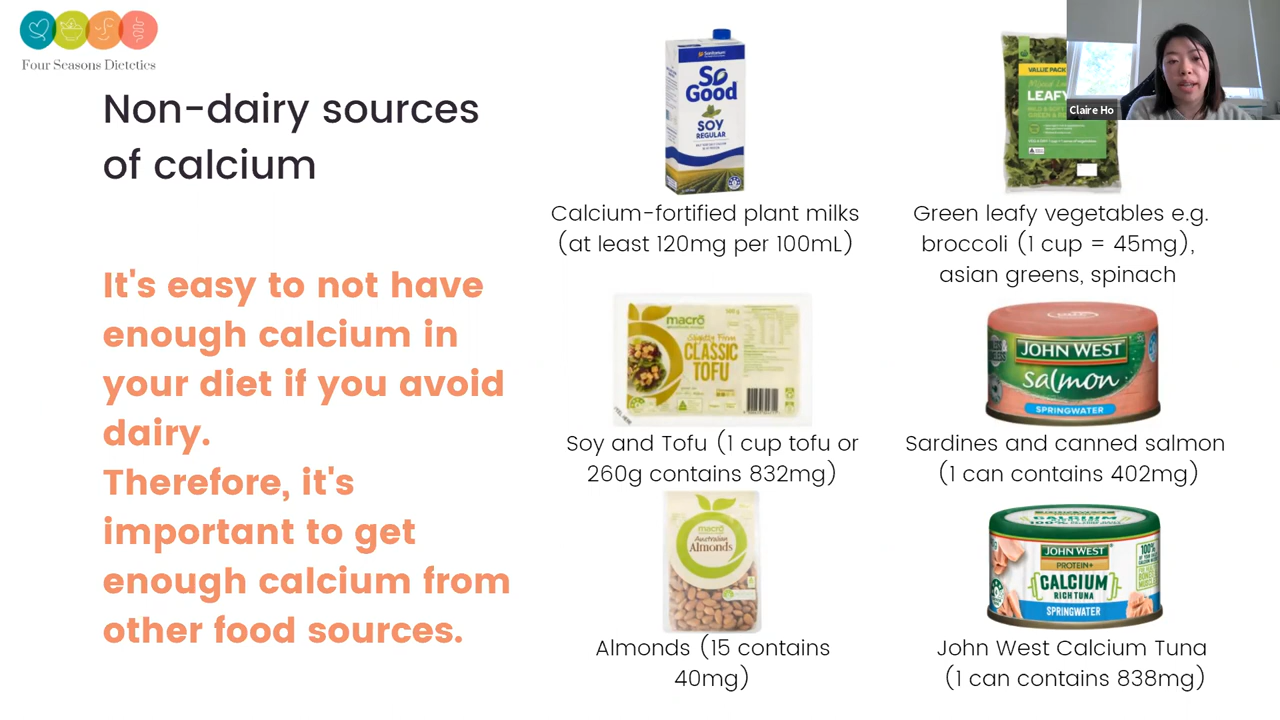 Four Seasons Dietetics
Non-dairy sources
of calcium
It's easy to not have
enough calcium in
your diet if you avoid
dairy.
Therefore, it's
important to get
enough calcium from
other food sources.
Sanitarium
So
Good
SOY
REGULAR
Calcium-fortified plant milks
(at least 120mg per 100mL)
VALUE PACK
LEAFY
Claire Ho
Green leafy vegetables e.g.
broccoli (1 cup = 45mg),
asian greens, spinach
macro
Slightly Firm
CLASSIC
TOFU
Soy and Tofu (1 cup tofu or
260g contains 832mg)
JOHN WEST
salmon
SPRINGWATER
Sardines and canned salmon
(1 can contains 402mg)
macro
Australian
Almonds
Almonds (15 contains
40mg)
CALCIUM
100%
JOHN WEST
PROTEIN+
CALCIUM
RICH TUNA
SPRINGWATER
John West Calcium Tuna
(1 can contains 838mg)